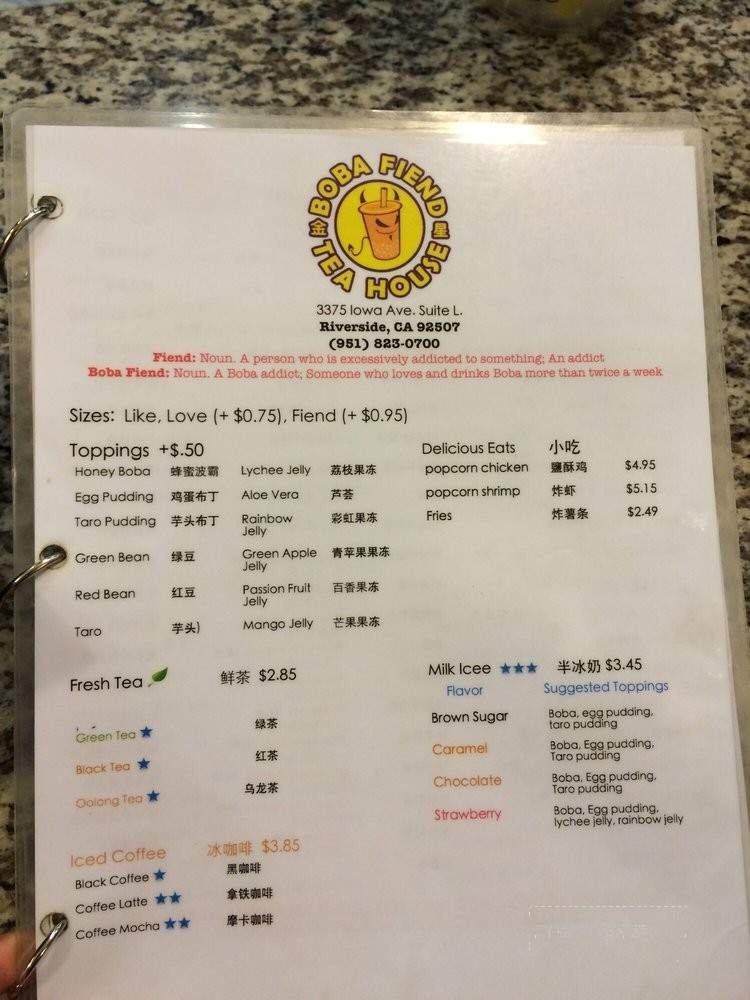 BOBA FIEND
金 星
TEA HOUSE
3375 Iowa Ave. Suite L.
Riverside, CA 92507
(951) 823-0700
Fiend: Noun. A person who is excessively addicted to something; An addict
Boba Fiend: Noun. A Boba addict; Someone who loves and drinks Boba more than twice a week
Sizes: Like, Love (+ $0.75), Fiend (+ $0.95)
Toppings +$.50
Honey Boba 蜂蜜波霸 Lychee Jelly 荔枝果冻
Egg Pudding 鸡蛋布丁 Aloe Vera 芦荟
Taro Pudding 芋头布丁 Rainbow 彩虹果冻
Jelly
Green Bean 绿豆 Green Apple 青苹果果冻
Jelly
Red Bean 红豆 Passion Fruit 百香果冻
Jelly
Taro 芋头) Mango Jelly 芒果果冻
Delicious Eats 小吃
popcorn chicken 鹽酥鸡 $4.95
popcorn shrimp 炸虾 $5.15
Fries 炸薯条 $2.49
Fresh Tea 鲜茶 $2.85
Green Tea ★ 绿茶
Black Tea ★ 红茶
Oolong Tea ★ 乌龙茶
Iced Coffee 冰咖啡 $3.85
Black Coffee ★ 黑咖啡
Coffee Latte ★★ 拿铁咖啡
Coffee Mocha ★★ 摩卡咖啡
Milk Icee ★★★ 半冰奶 $3.45
Flavor Suggested Toppings
Brown Sugar Boba, egg pudding,
taro pudding
Caramel Boba, Egg pudding,
Taro pudding
Chocolate Boba, Egg pudding,
Taro pudding
Strawberry Boba, Egg pudding,
lychee jelly, rainbow jelly